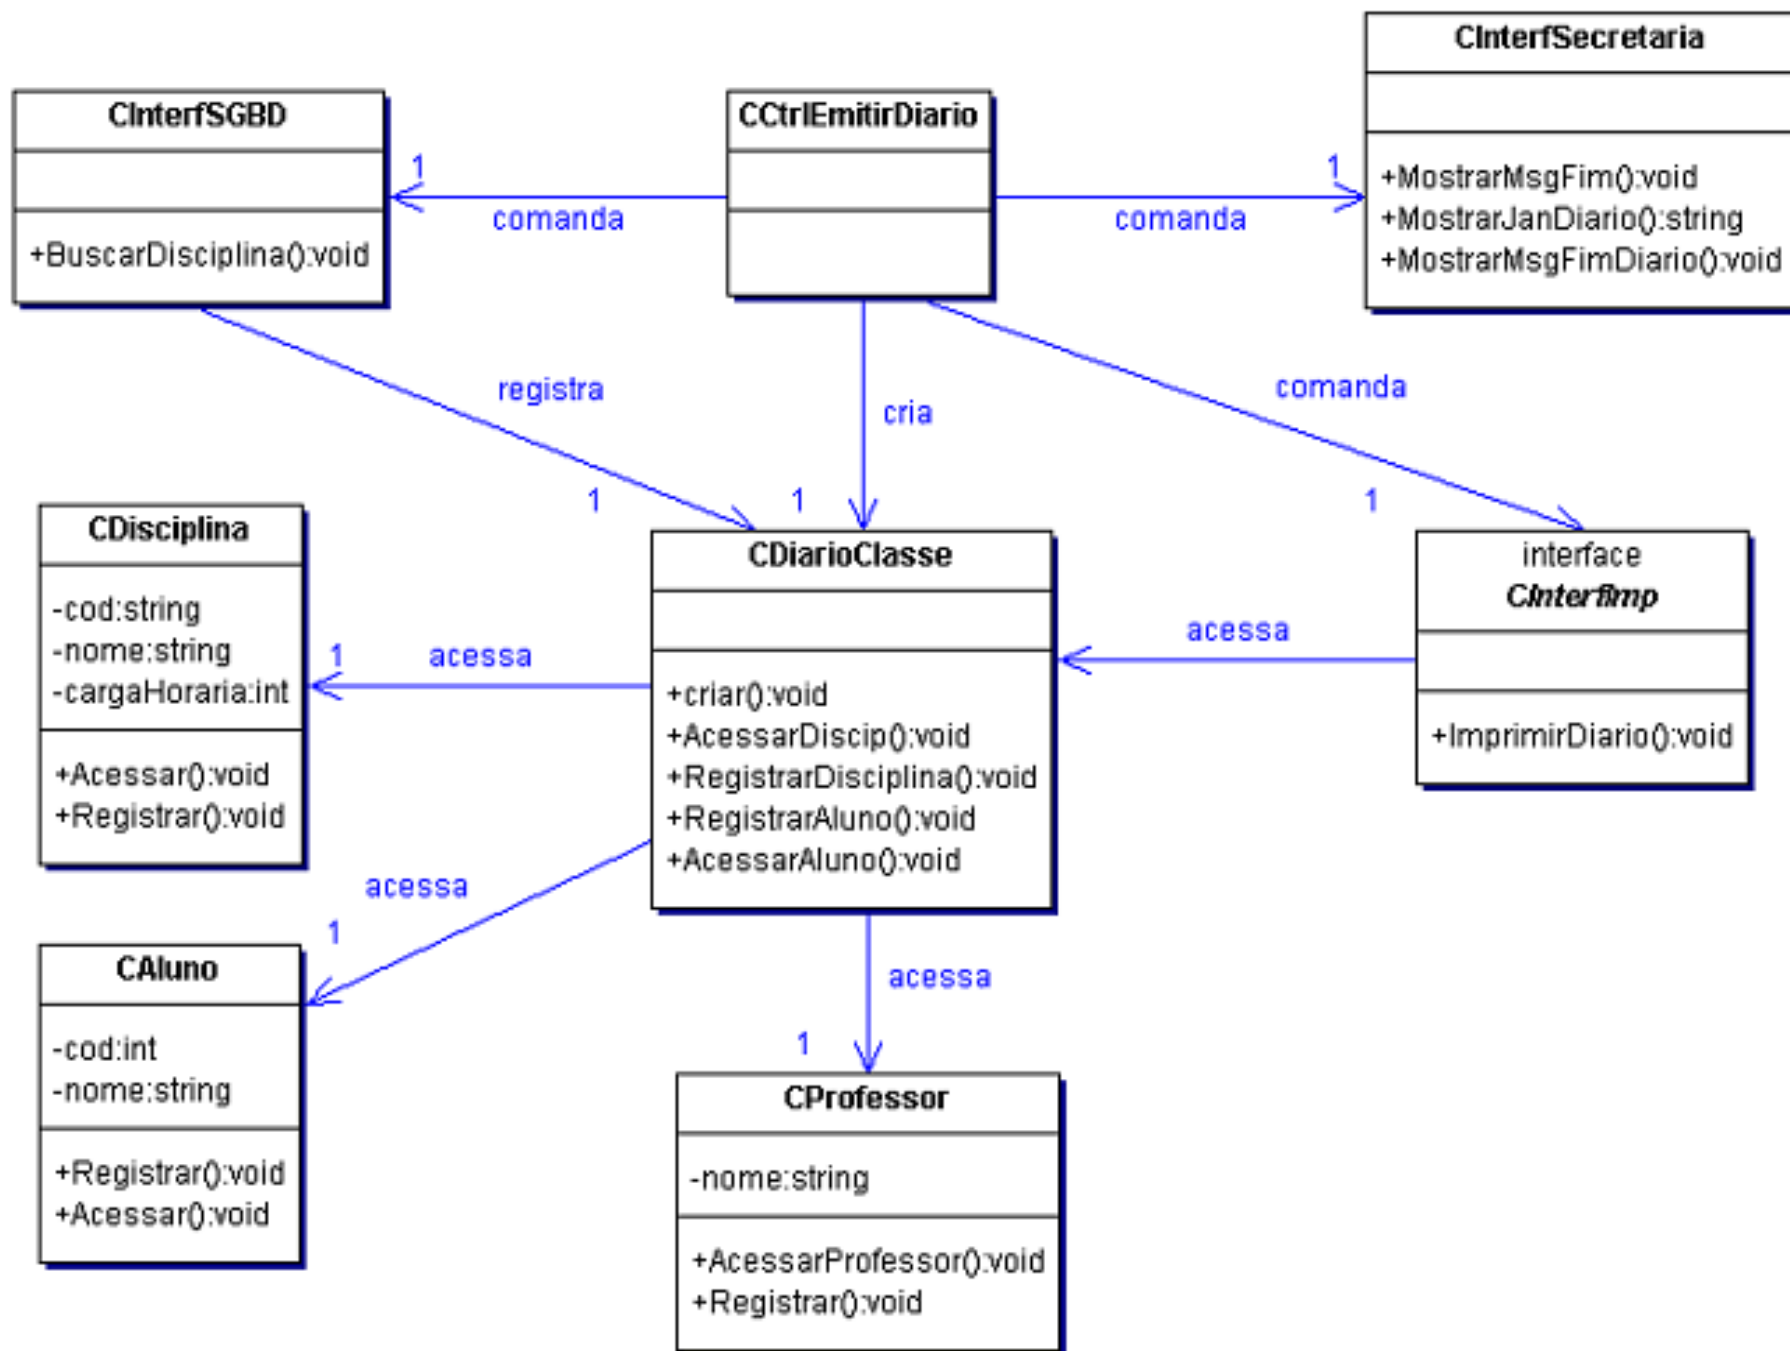 CInterfSecretaria
+MostrarMsgFim():void
+MostrarJanDiario():string
+MostrarMsgFimDiario():void
CInterfSGBD
+BuscarDisciplina():void
CCtrlEmitirDiario
1
comanda
1
comanda
registra
1
cria
1
comanda
1
CDisciplina
-cod:string
-nome:string
-cargaHoraria:int
+Acessar():void
+Registrar():void
1
acessa
CDiarioClasse
+criar():void
+AcessarDiscip():void
+RegistrarDisciplina():void
+RegistrarAluno():void
+AcessarAluno():void
acessa
interface
CInterfImp
+ImprimirDiario():void
acessa
1
CAluno
-cod:int
-nome:string
+Registrar():void
+Acessar():void
acessa
1
CProfessor
-nome:string
+AcessarProfessor():void
+Registrar():void